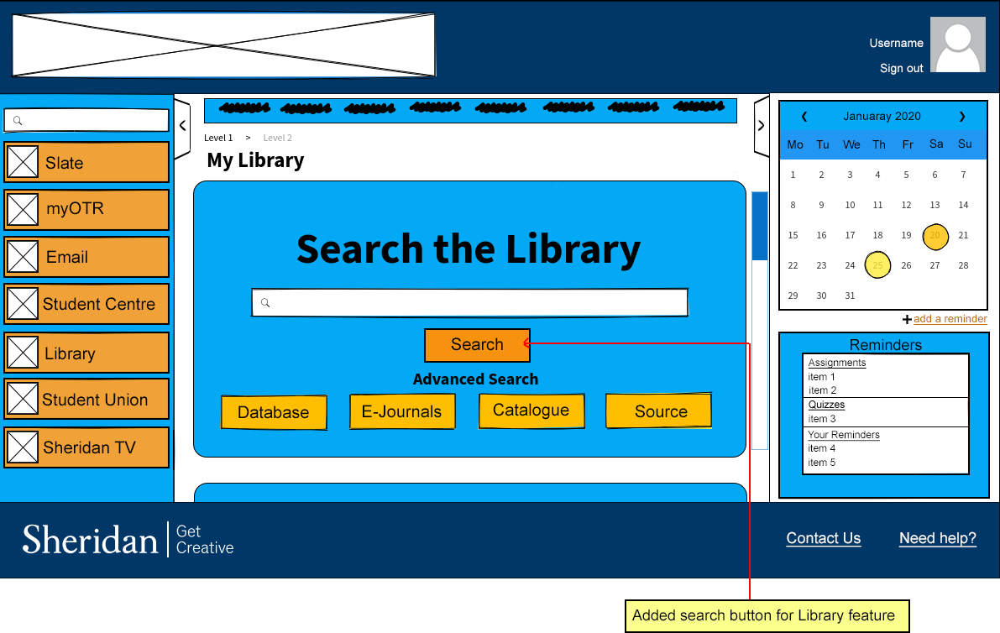 Username
Sign out
Slate
myOTR
Email
Student Centre
Library
Student Union
Sheridan TV
Level 1 > Level 2
My Library
Search the Library
Search
Advanced Search
Database E-Journals Catalogue Source
❮ Januaray 2020 ❯
Mo Tu We Th Fr Sa Su
1 2 3 4 5 6 7
8 9 10 11 12 13 14
15 16 17 18 19 20 21
22 23 24 25 26 27 28
29 30 31
+add a reminder
Reminders
Assignments
item 1
item 2
Quizzes
item 3
Your Reminders
item 4
item 5
Sheridan | Get
Creative
Contact Us Need help?
Added search button for Library feature